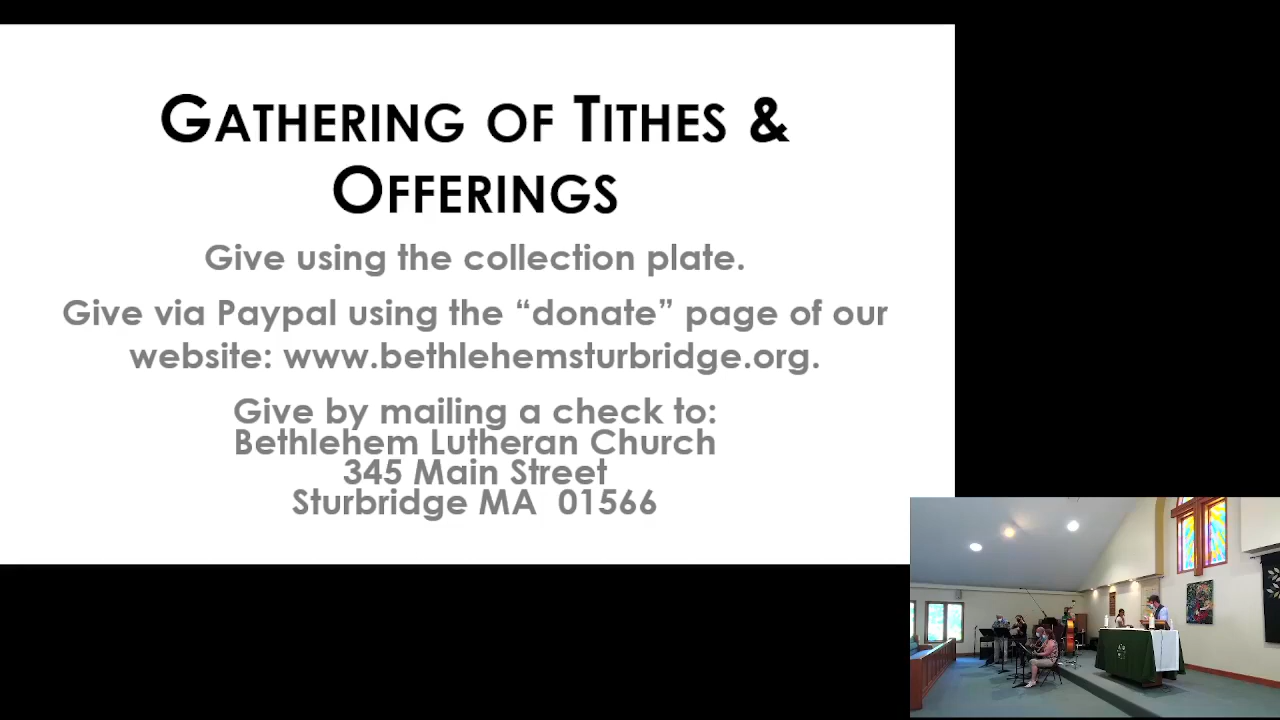 GATHERING OF TITHES &
OFFERINGS
Give using the collection plate.
Give via Paypal using the “donate” page of our
website: www.bethlehemsturbridge.org.
Give by mailing a check to:
Bethlehem Lutheran Church
345 Main Street
Sturbridge MA  01566